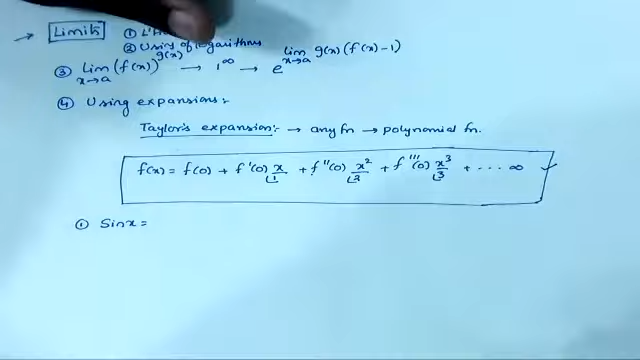 → Limits ① L'H
② Using of logarithms
③ lim x→a (f(x))^g(x) → 1^∞ → e^lim x→a g(x)(f(x)-1)
④ Using expansions:-
Taylor's expansion:- → any fn → polynomial fn.
f(x) = f(0) + f'(0) x/⌊1 + f''(0) x²/⌊2 + f'''(0) x³/⌊3 + ··· ∞
① Sinx =